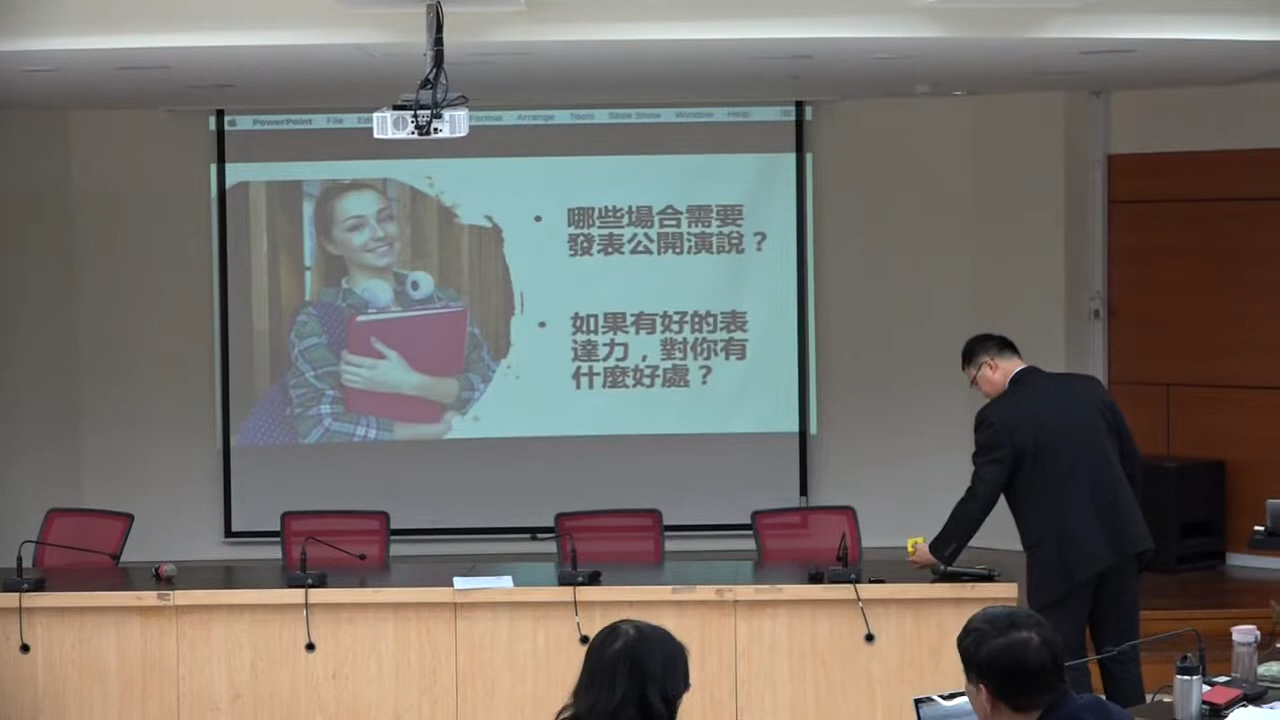 PowerPoint File Ed Format Arrange Tools Slide Show Window Help
• 哪些場合需要
發表公開演說？
• 如果有好的表
達力，對你有
什麼好處？